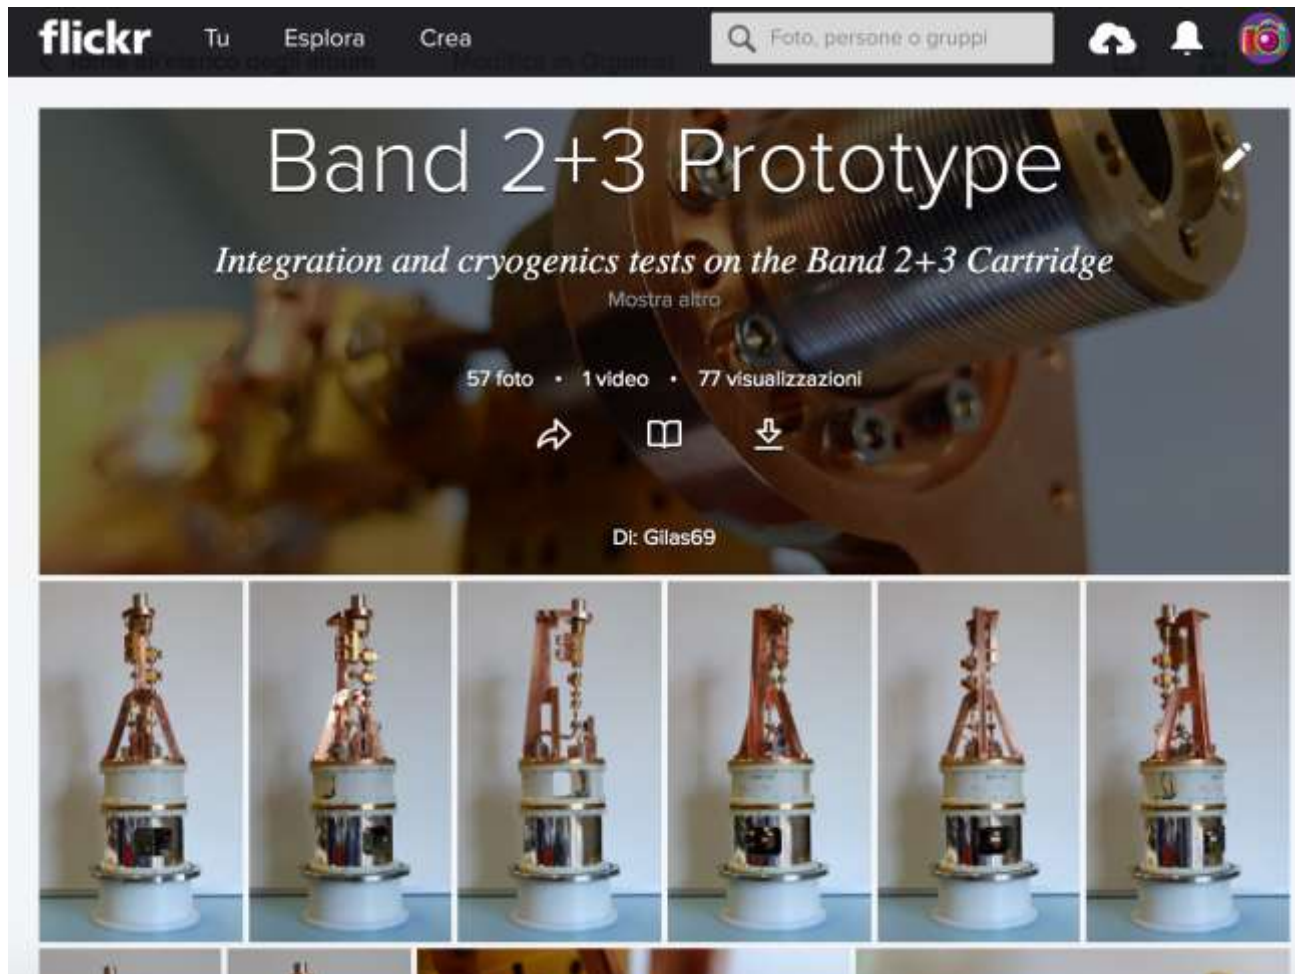 flickr Tu Esplora Crea Foto, persone o gruppi
Band 2+3 Prototype
Integration and cryogenics tests on the Band 2+3 Cartridge
Mostra altro
57 foto • 1 video • 77 visualizzazioni
Di: Gilas69